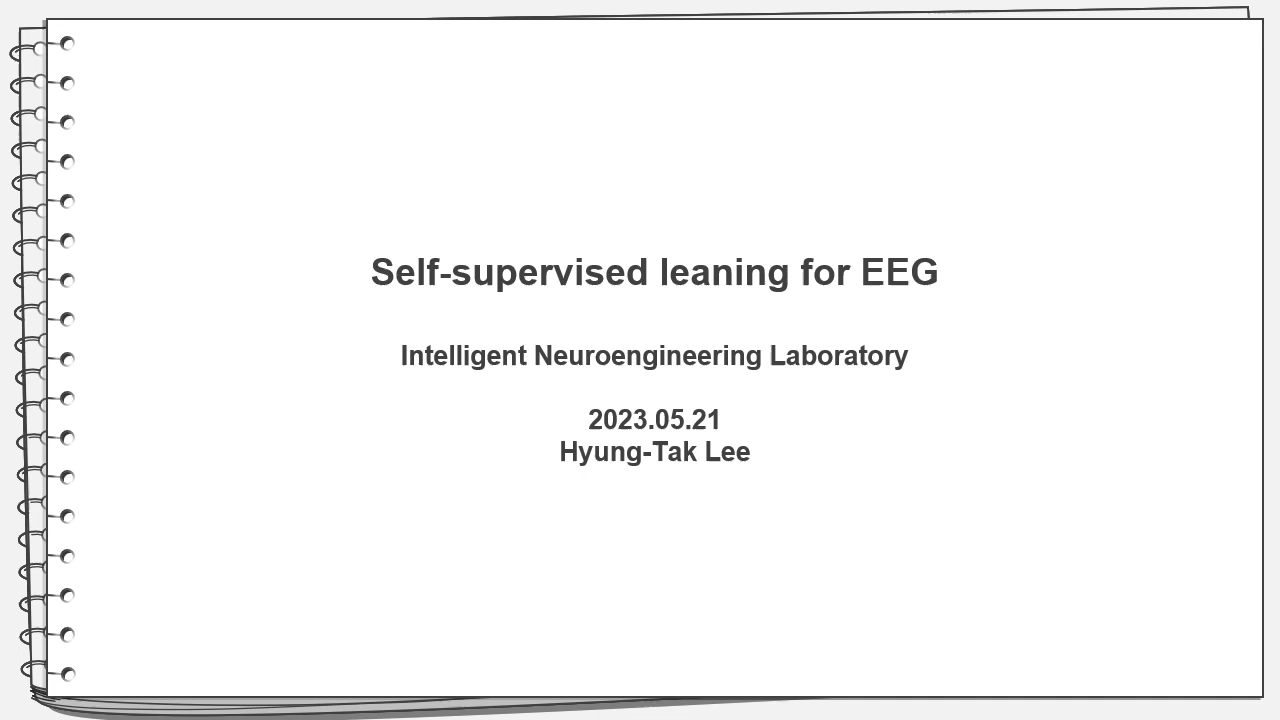 Self-supervised leaning for EEG
Intelligent Neuroengineering Laboratory
2023.05.21
Hyung-Tak Lee